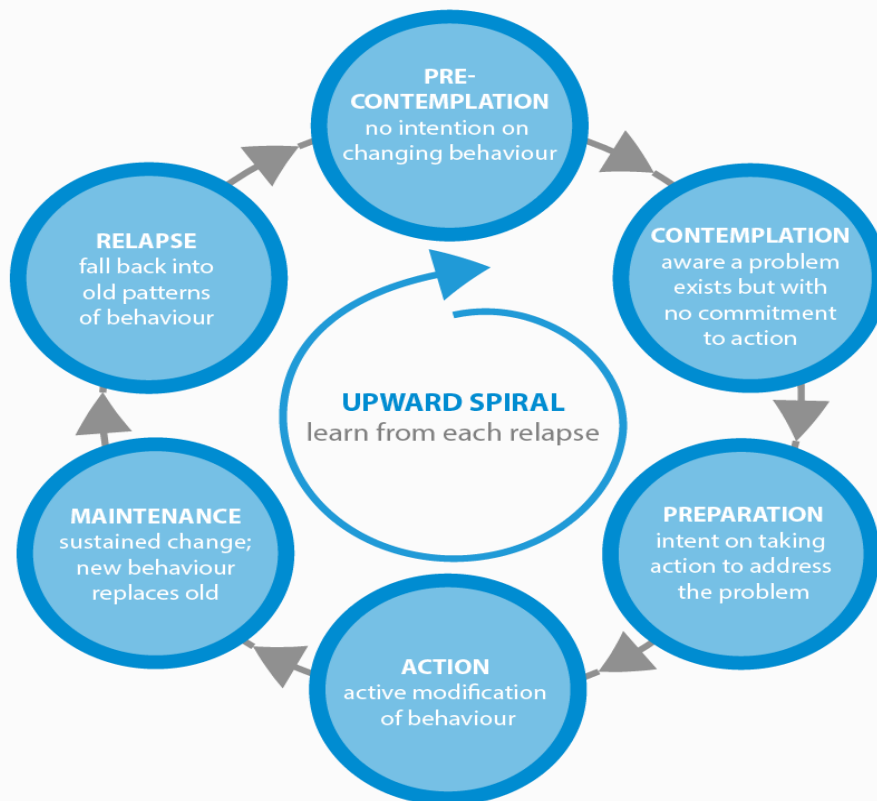 PRE-
CONTEMPLATION
no intention on
changing behaviour
CONTEMPLATION
aware a problem
exists but with
no commitment
to action
PREPARATION
intent on taking
action to address
the problem
ACTION
active modification
of behaviour
MAINTENANCE
sustained change;
new behaviour
replaces old
RELAPSE
fall back into
old patterns
of behaviour
UPWARD SPIRAL
learn from each relapse